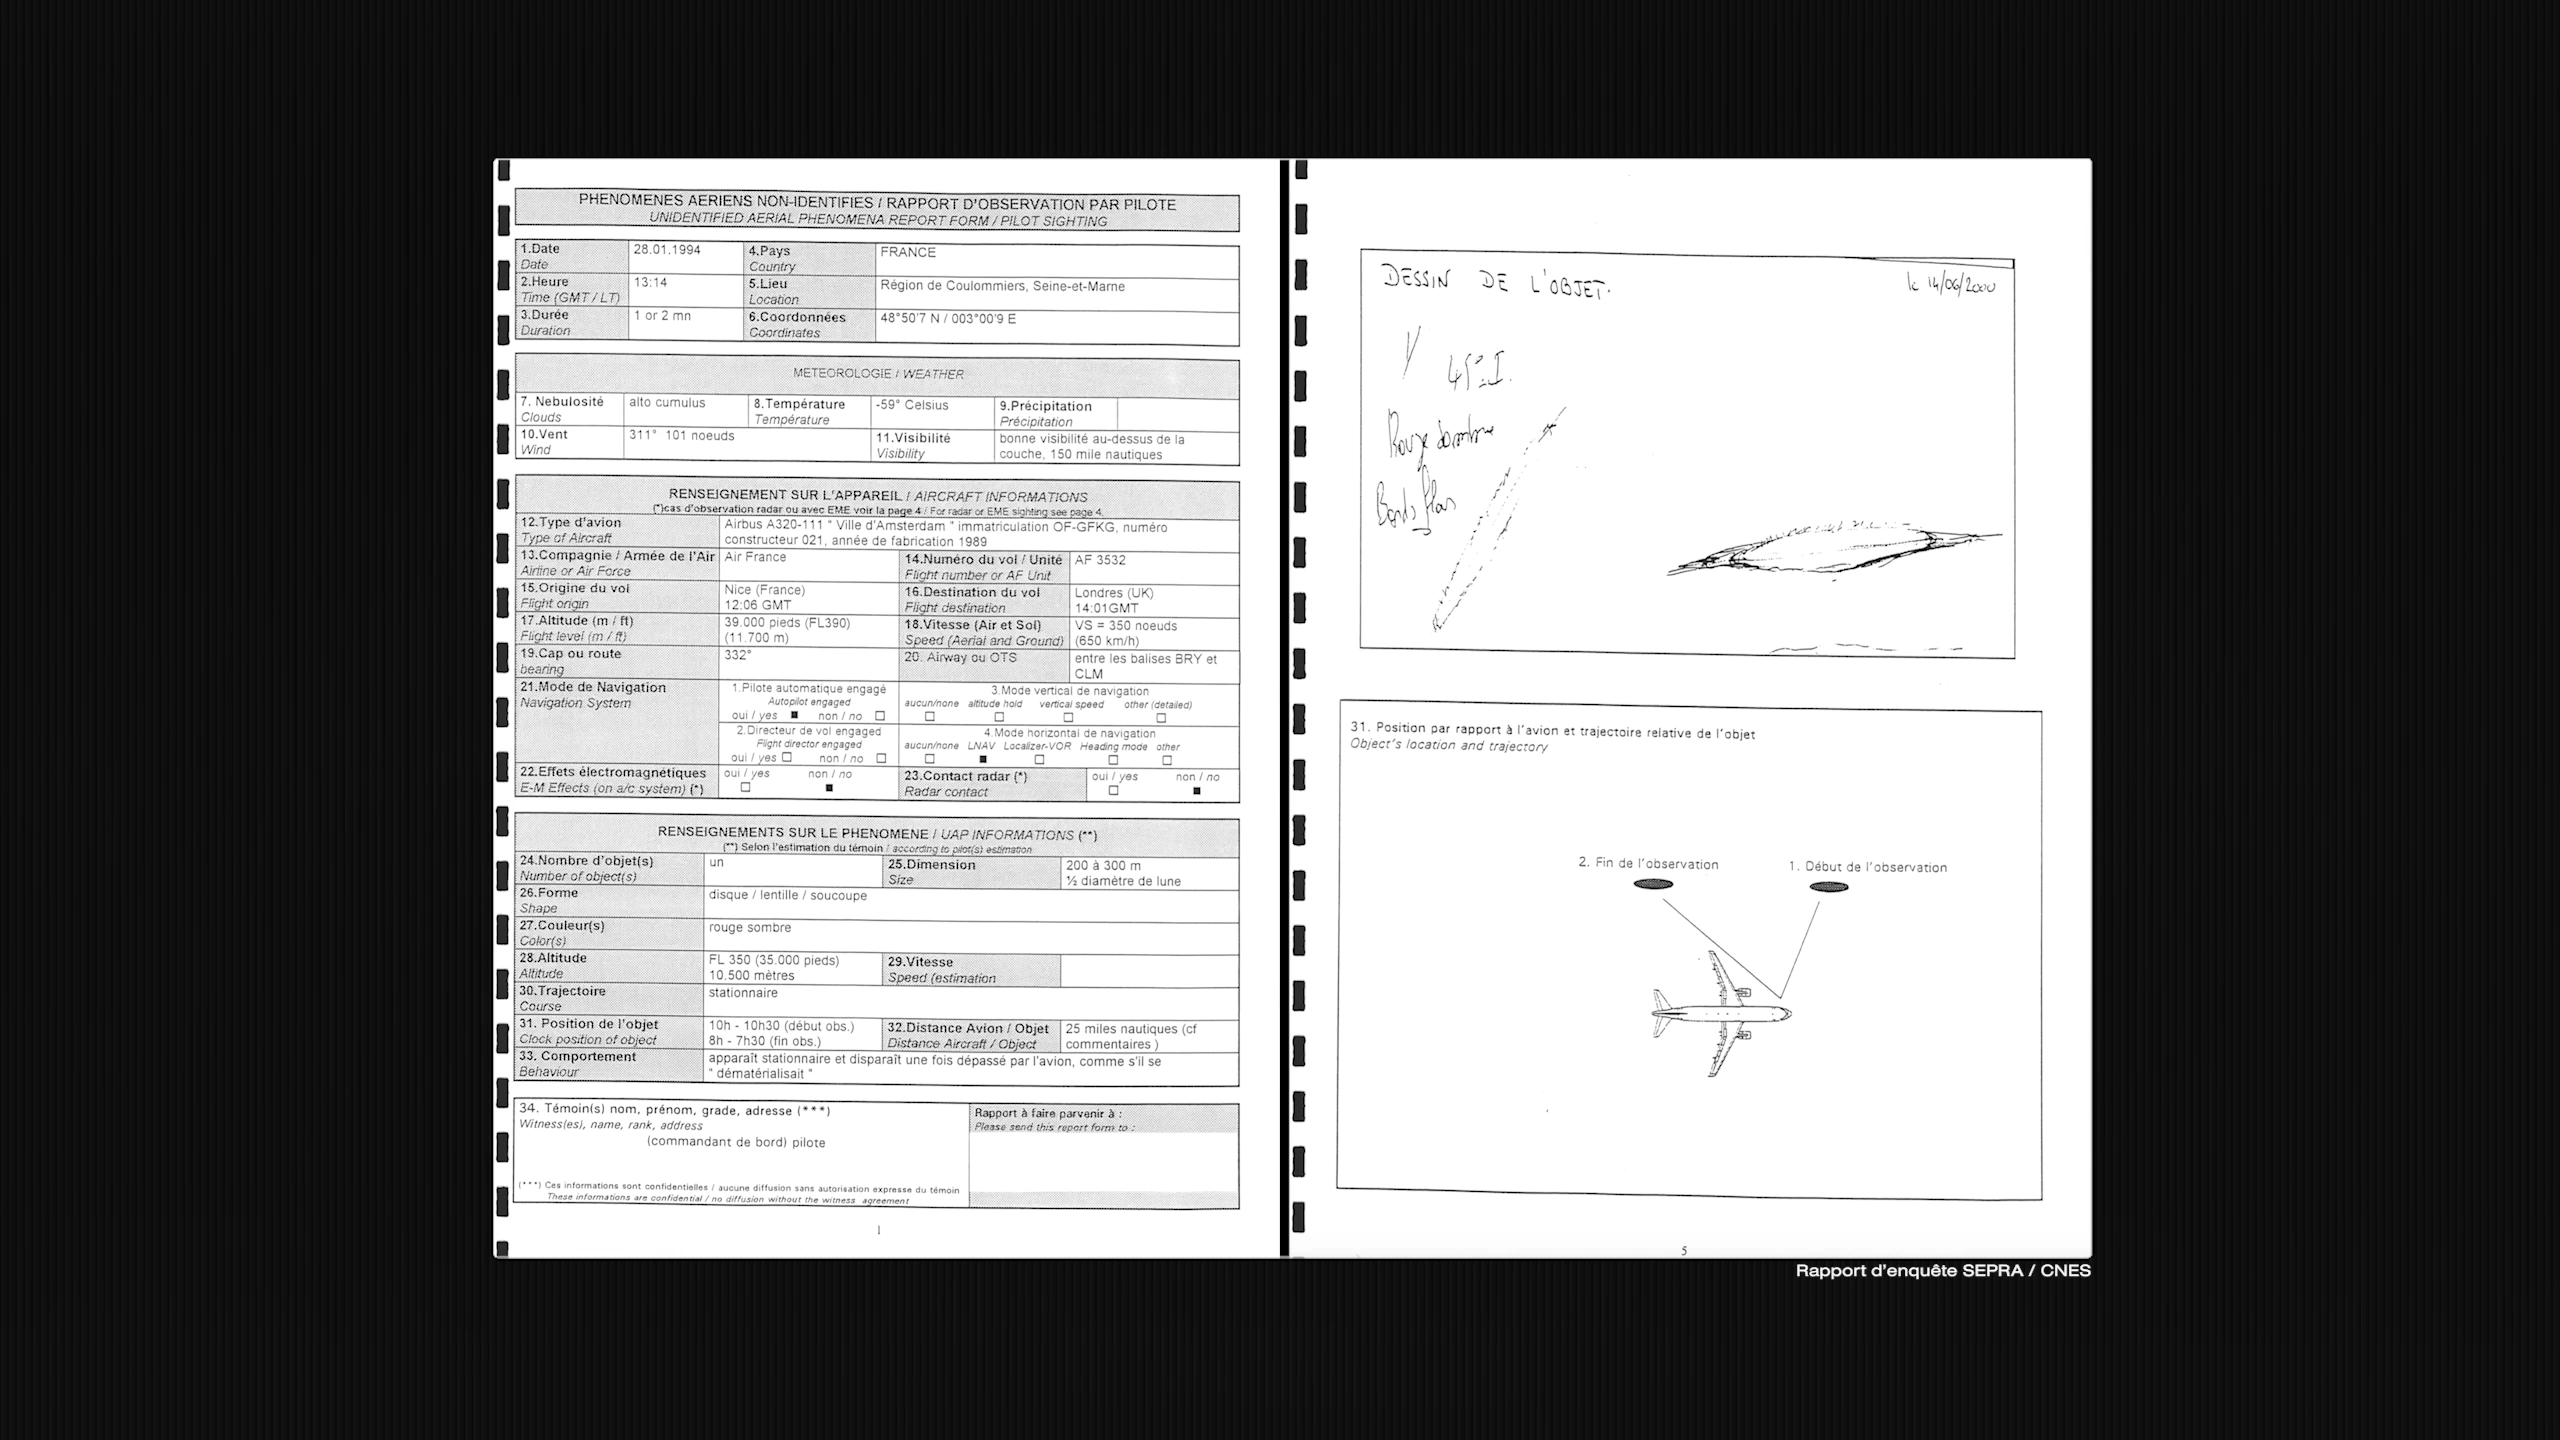 PHENOMENES AERIENS NON-IDENTIFIES / RAPPORT D'OBSERVATION PAR PILOTE
UNIDENTIFIED AERIAL PHENOMENA REPORT FORM / PILOT SIGHTING
1.Date 28.01.1994 4.Pays FRANCE
Date Country
2.Heure 13:14 5.Lieu Région de Coulommiers, Seine-et-Marne
Time (GMT / LT) Location
3.Durée 1 or 2 mn 6.Coordonnées 48°50'7 N / 003°00'9 E
Duration Coordinates
METEOROLOGIE / WEATHER
7. Nebulosité alto cumulus 8.Température -59° Celsius 9.Précipitation
Clouds Température Précipitation
10.Vent 311° 101 noeuds 11.Visibilité bonne visibilité au-dessus de la
Wind Visibility couche, 150 mile nautiques
RENSEIGNEMENT SUR L'APPAREIL / AIRCRAFT INFORMATIONS
(*)cas d'observation radar ou avec EME voir la page 4 / For radar or EME sighting see page 4.
12.Type d'avion Airbus A320-111 " Ville d'Amsterdam " immatriculation OF-GFKG, numéro
Type of Aircraft constructeur 021, année de fabrication 1989
13.Compagnie / Armée de l'Air Air France 14.Numéro du vol / Unité AF 3532
Airline or Air Force Flight number or AF Unit
15.Origine du vol Nice (France) 16.Destination du vol Londres (UK)
Flight origin 12:06 GMT Flight destination 14:01GMT
17.Altitude (m / ft) 39.000 pieds (FL390) 18.Vitesse (Air et Sol) VS = 350 noeuds
Flight level (m / ft) (11.700 m) Speed (Aerial and Ground) (650 km/h)
19.Cap ou route 332° 20. Airway ou OTS entre les balises BRY et
bearing CLM
21.Mode de Navigation 1.Pilote automatique engagé 3.Mode vertical de navigation
Navigation System Autopilot engaged aucun/none altitude hold vertical speed other (detailed)
oui / yes ■ non / no □ □ □ □ □
2.Directeur de vol engaged 4.Mode horizontal de navigation
Flight director engaged aucun/none LNAV Localizer-VOR Heading mode other
oui / yes □ non / no □ □ ■ □ □ □
22.Effets électromagnétiques oui / yes non / no 23.Contact radar (*) oui / yes non / no
E-M Effects (on a/c system) (*) □ ■ Radar contact □ ■
RENSEIGNEMENTS SUR LE PHENOMENE / UAP INFORMATIONS (**)
(**) Selon l'estimation du témoin / according to pilot(s) estimation
24.Nombre d'objet(s) un 25.Dimension 200 à 300 m
Number of object(s) Size ½ diamètre de lune
26.Forme disque / lentille / soucoupe
Shape
27.Couleur(s) rouge sombre
Color(s)
28.Altitude FL 350 (35.000 pieds) 29.Vitesse
Altitude 10.500 mètres Speed (estimation
30.Trajectoire stationnaire
Course
31. Position de l'objet 10h - 10h30 (début obs.) 32.Distance Avion / Objet 25 miles nautiques (cf
Clock position of object 8h - 7h30 (fin obs.) Distance Aircraft / Object commentaires )
33. Comportement apparaît stationnaire et disparaît une fois dépassé par l'avion, comme s'il se
Behaviour " dématérialisait "
34. Témoin(s) nom, prénom, grade, adresse (***)
Witness(es), name, rank, address
(commandant de bord) pilote
(***) Ces informations sont confidentielles / aucune diffusion sans autorisation expresse du témoin
These informations are confidential / no diffusion without the witness agreement
Rapport à faire parvenir à :
Please send this report form to :
1
DESSIN DE L'OBJET.
le 14/06/2000
45°
Rouge sombre
Bords flous
31. Position par rapport à l'avion et trajectoire relative de l'objet
Object's location and trajectory
2. Fin de l'observation 1. Début de l'observation
5
Rapport d'enquête SEPRA / CNES